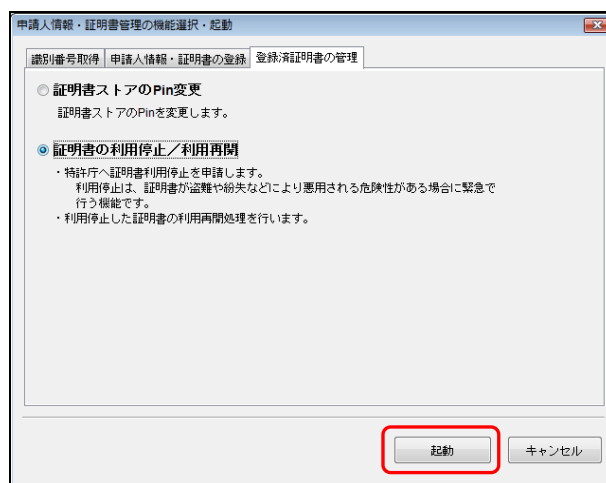 申請人情報・証明書管理の機能選択・起動
識別番号取得 申請人情報・証明書の登録 登録済証明書の管理
証明書ストアのPin変更
証明書ストアのPinを変更します。
証明書の利用停止／利用再開
・特許庁へ証明書利用停止を申請します。
利用停止は、証明書が盗難や紛失などにより悪用される危険性がある場合に緊急で
行う機能です。
・利用停止した証明書の利用再開処理を行います。
起動 キャンセル